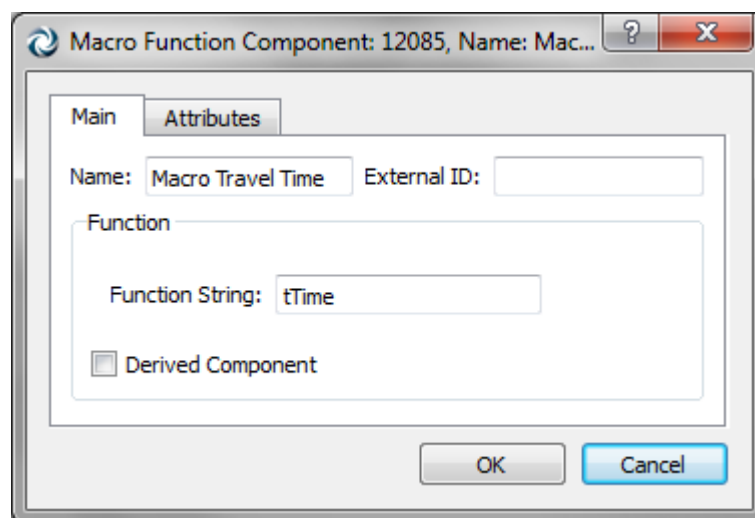 Macro Function Component: 12085, Name: Mac... ? X
Main Attributes
Name: Macro Travel Time External ID:
Function
Function String: tTime
Derived Component
OK Cancel